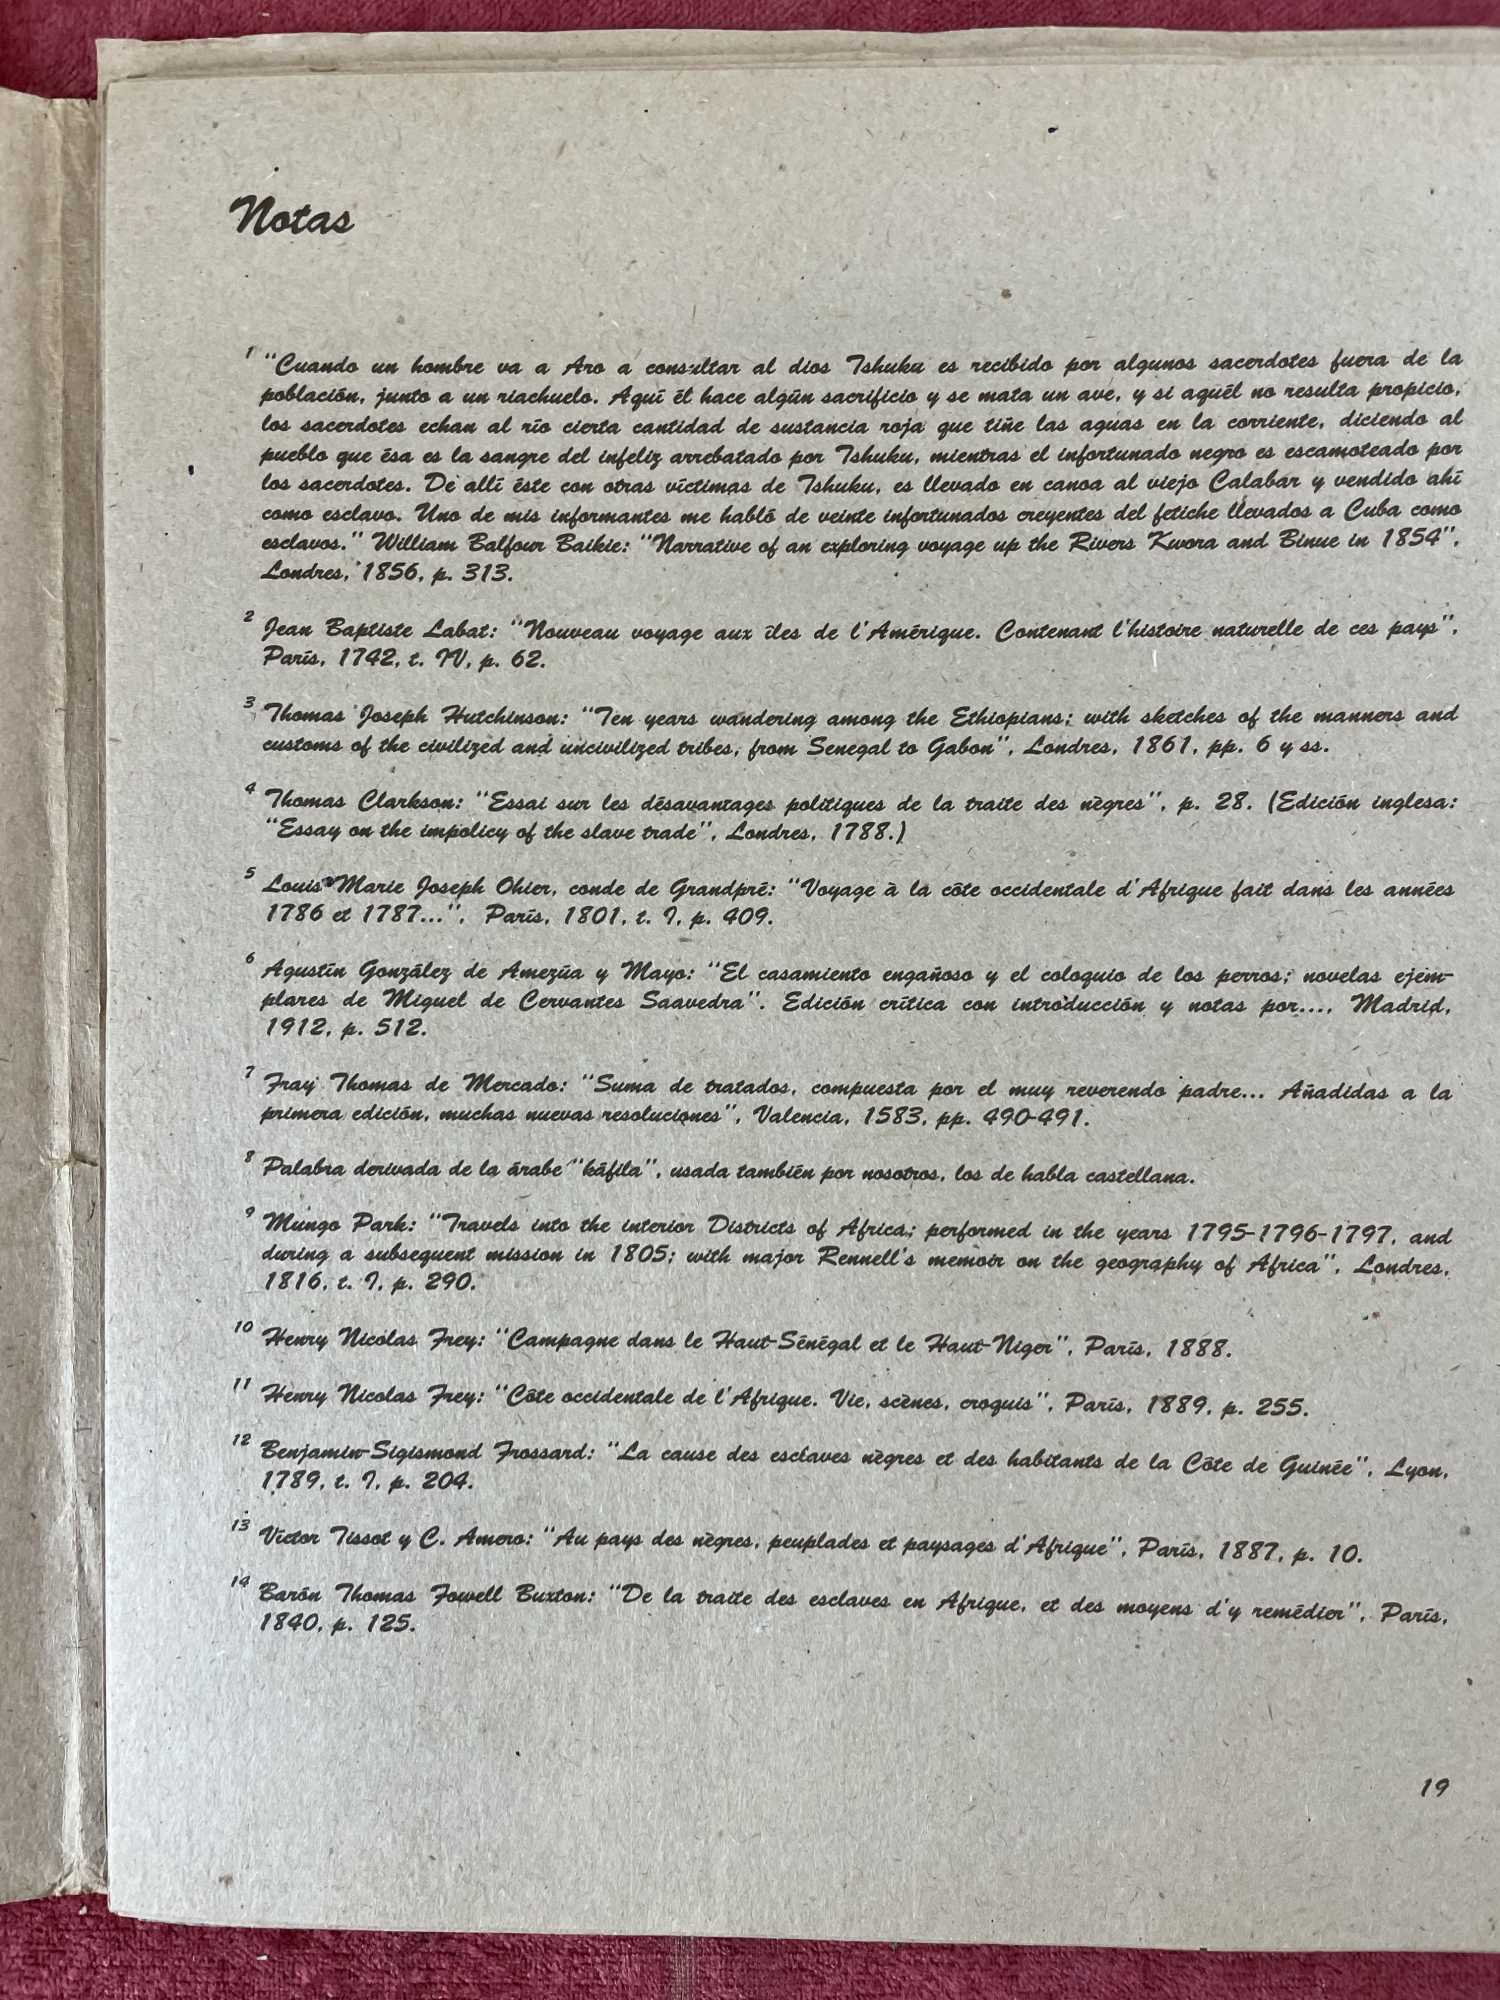 Notas
1 "Cuando un hombre va a Aro a consultar al dios Tshuku es recibido por algunos sacerdotes fuera de la
población, junto a un riachuelo. Aquí él hace algún sacrificio y se mata un ave, y si aquél no resulta propicio,
los sacerdotes echan al río cierta cantidad de sustancia roja que tiñe las aguas en la corriente, diciendo al
pueblo que ésa es la sangre del infeliz arrebatado por Tshuku, mientras el infortunado negro es escamoteado por
los sacerdotes. De allí éste con otras víctimas de Tshuku, es llevado en canoa al viejo Calabar y vendido ahí
como esclavo. Uno de mis informantes me habló de veinte infortunados creyentes del fetiche llevados a Cuba como
esclavos." William Balfour Baikie: "Narrative of an exploring voyage up the Rivers Kwora and Binue in 1854",
Londres, 1856, p. 313.
2 Jean Baptiste Labat: "Nouveau voyage aux îles de l'Amérique. Contenant l'histoire naturelle de ces pays",
París, 1742, t. IV, p. 62.
3 Thomas Joseph Hutchinson: "Ten years wandering among the Ethiopians; with sketches of the manners and
customs of the civilized and uncivilized tribes, from Senegal to Gabon", Londres, 1861, pp. 6 y ss.
4 Thomas Clarkson: "Essai sur les désavantages politiques de la traite des nègres", p. 28. (Edición inglesa:
"Essay on the impolicy of the slave trade", Londres, 1788.)
5 Louis Marie Joseph Ohier, conde de Grandpré: "Voyage à la côte occidentale d'Afrique fait dans les années
1786 et 1787...", París, 1801, t. I, p. 409.
6 Agustín González de Amezúa y Mayo: "El casamiento engañoso y el coloquio de los perros; novelas ejem-
plares de Miguel de Cervantes Saavedra". Edición crítica con introducción y notas por..., Madrid,
1912, p. 512.
7 Fray Thomas de Mercado: "Suma de tratados, compuesta por el muy reverendo padre... Añadidas a la
primera edición, muchas nuevas resoluciones", Valencia, 1583, pp. 490-491.
8 Palabra derivada de la árabe "káfila", usada también por nosotros, los de habla castellana.
9 Mungo Park: "Travels into the interior Districts of Africa; performed in the years 1795-1796-1797, and
during a subsequent mission in 1805; with major Rennell's memoir on the geography of Africa", Londres,
1816, t. I, p. 290.
10 Henry Nicolas Frey: "Campagne dans le Haut-Sénégal et le Haut-Niger", París, 1888.
11 Henry Nicolas Frey: "Côte occidentale de l'Afrique. Vie, scènes, croquis", París, 1889, p. 255.
12 Benjamin-Sigismond Frossard: "La cause des esclaves nègres et des habitants de la Côte de Guinée", Lyon,
1789, t. I, p. 204.
13 Víctor Tissot y C. Amero: "Au pays des nègres, peuplades et paysages d'Afrique", París, 1887, p. 10.
14 Barón Thomas Fowell Buxton: "De la traite des esclaves en Afrique, et des moyens d'y remédier", París,
1840, p. 125.
19